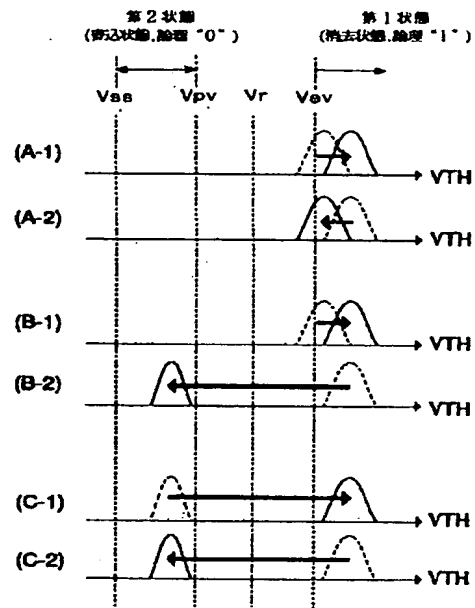 第2状態
(書込状態,論理“0”)
第1状態
(消去状態,論理“1”)
Vss Vpv Vr Vev
(A-1) VTH
(A-2) VTH
(B-1) VTH
(B-2) VTH
(C-1) VTH
(C-2) VTH